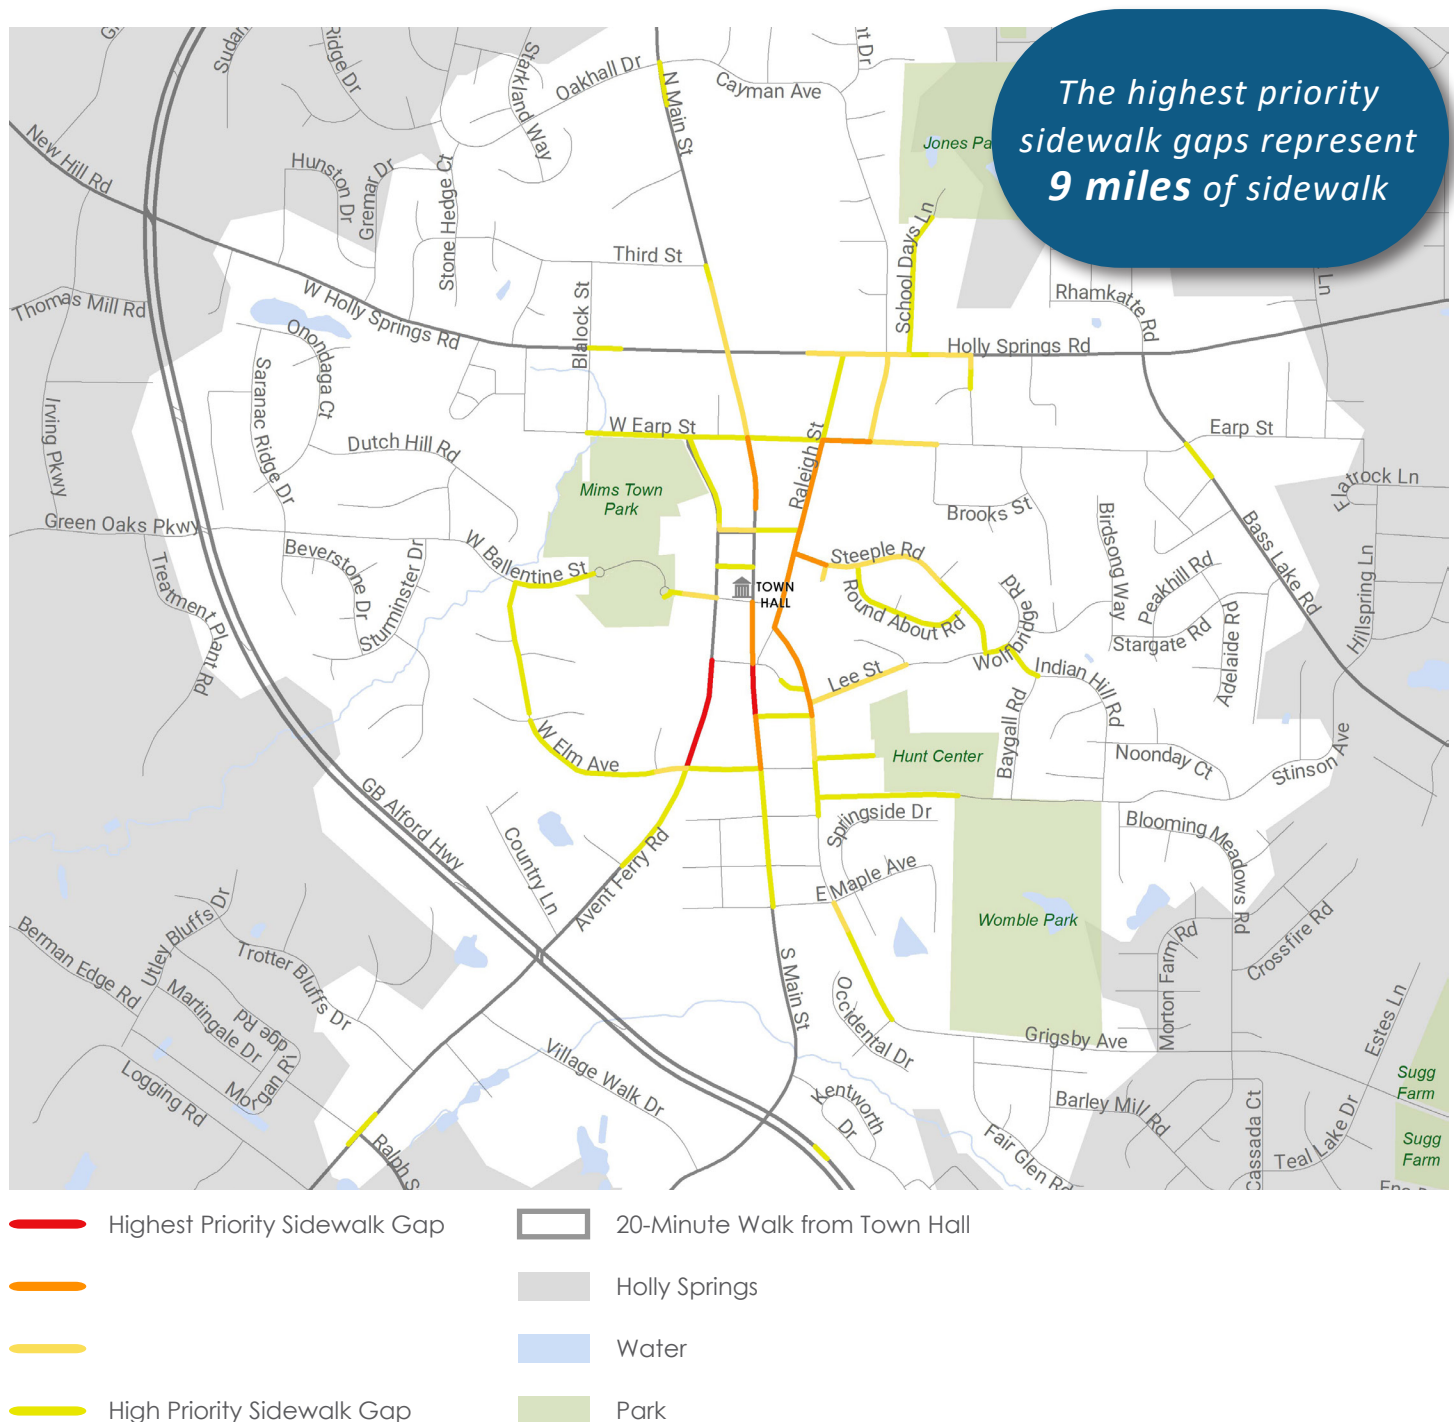 The highest priority
sidewalk gaps represent
9 miles of sidewalk
Ridge Dr
Starkland Way
Oakhall Dr
N Main St
Cayman Ave
Jones Pa
New Hill Rd
Hunston Dr
Gremar Dr
Stone Hedge Ct
Third St
School Days Ln
Ln
Thomas Mill Rd
W Holly Springs Rd
Blalock St
Rhamkatte Rd
Holly Springs Rd
Onondaga Ct
Saranac Ridge Dr
Irving Pkwy
Dutch Hill Rd
W Earp St
Raleigh St
Earp St
Flatrock Ln
Mims Town
Park
Green Oaks Pkwy
Brooks St
Birdsong Way
Bass Lake Rd
Beverstone Dr
W Ballentine St
Steeple Rd
Peakhill Rd
Hillspring Ln
Treatment Plant Rd
Sturminster Dr
TOWN
HALL
Round About Rd
Wolfbridge Rd
Stargate Rd
Adelaide Rd
Lee St
Indian Hill Rd
W Elm Ave
Hunt Center
Baygall Rd
Noonday Ct
Stinson Ave
GB Alford Hwy
Country Ln
Avent Ferry Rd
Springside Dr
Blooming Meadows Rd
E Maple Ave
Womble Park
Utley Bluffs Dr
Berman Edge Rd
Trotter Bluffs Dr
Martingale Dr
Morgan Ri
dge Rd
S Main St
Occidental Dr
Morton Farm Rd
Crossfire Rd
Grigsby Ave
Estes Ln
Logging Rd
Village Walk Dr
Kentworth
Dr
Barley Mill Rd
Sugg
Farm
Ralph S
Fair Glen Rd
Cassada Ct
Teal Lake Dr
Sugg
Farm
Highest Priority Sidewalk Gap
20-Minute Walk from Town Hall
Holly Springs
Water
High Priority Sidewalk Gap
Park